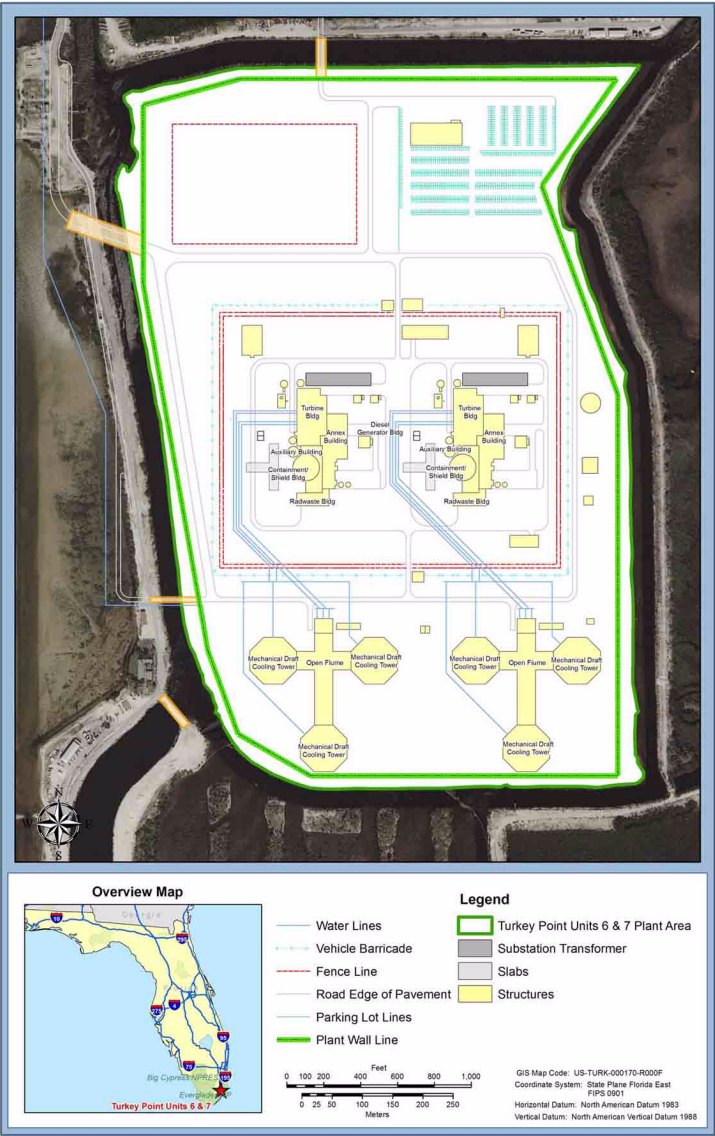 Turbine
Bldg
Annex
Building
Auxiliary Building
Containment/
Shield Bldg
Radwaste Bldg
Diesel
Generator Bldg
Turbine
Bldg
Annex
Building
Auxiliary Building
Containment/
Shield Bldg
Radwaste Bldg
Mechanical Draft
Cooling Tower
Open Flume
Mechanical Draft
Cooling Tower
Mechanical Draft
Cooling Tower
Mechanical Draft
Cooling Tower
Open Flume
Mechanical Draft
Cooling Tower
Mechanical Draft
Cooling Tower
N
W E
S
Overview Map
Georgia
10
4
275
95
75
Big Cypress NPRES
Turkey Point Units 6 & 7
Legend
Water Lines
Vehicle Barricade
Fence Line
Road Edge of Pavement
Parking Lot Lines
Plant Wall Line
Turkey Point Units 6 & 7 Plant Area
Substation Transformer
Slabs
Structures
Feet
0 100 200 400 600 800 1,000
0 25 50 100 150 200 250
Meters
GIS Map Code: US-TURK-000170-R000F
Coordinate System: State Plane Florida East
FIPS 0901
Horizontal Datum: North American Datum 1983
Vertical Datum: North American Vertical Datum 1988